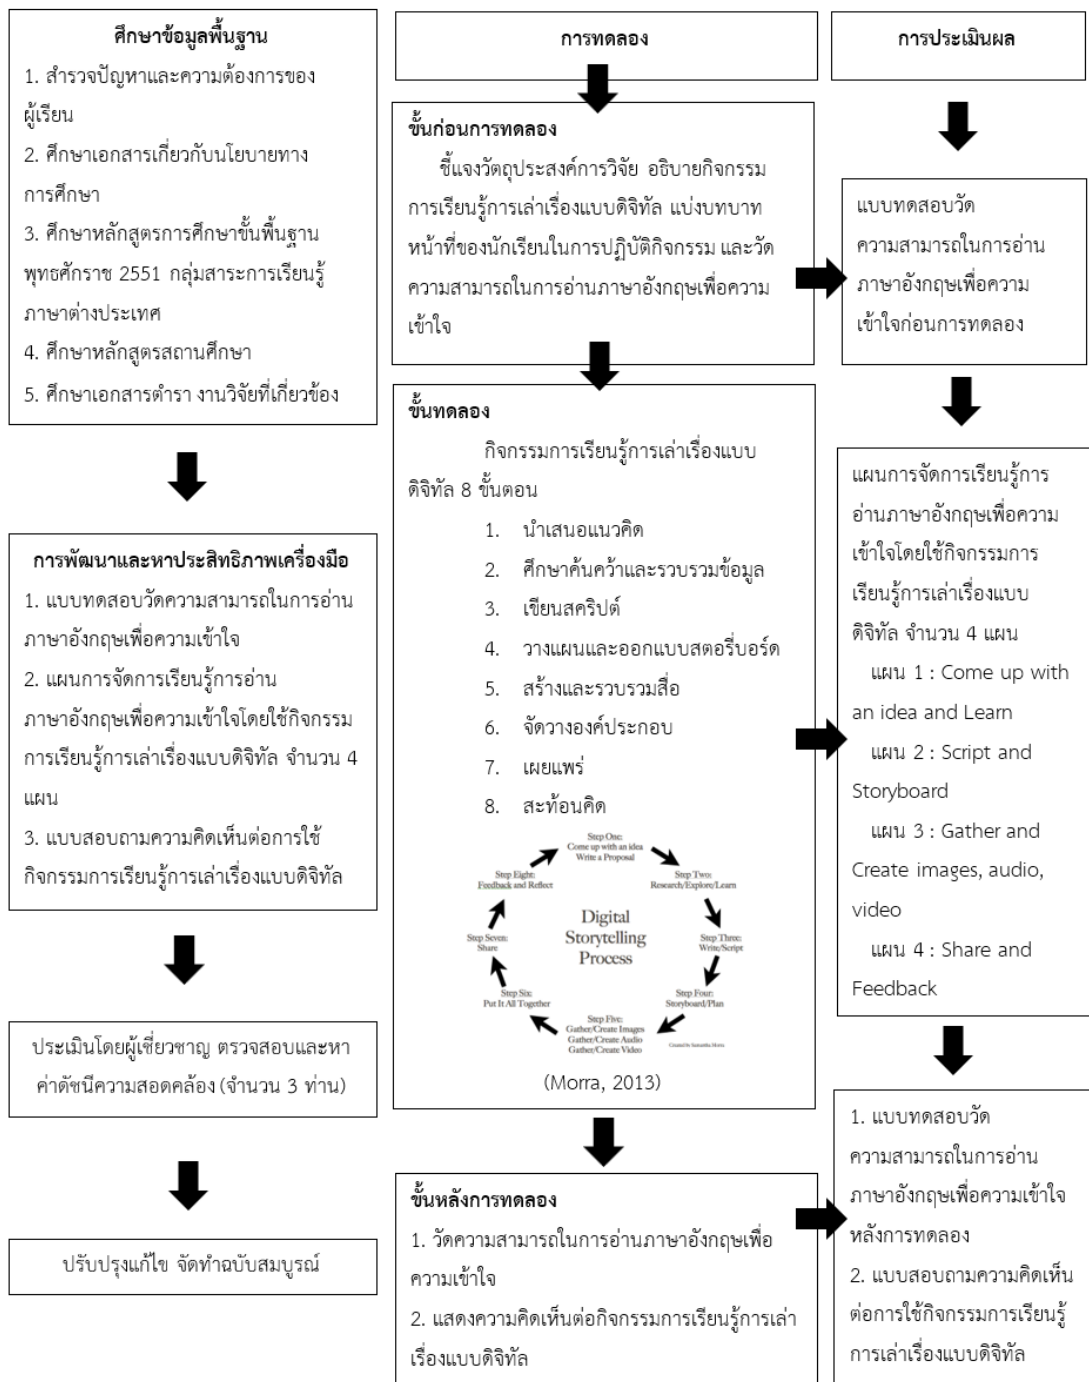 ศึกษาข้อมูลพื้นฐาน
1. สำรวจปัญหาและความต้องการของ
ผู้เรียน
2. ศึกษาเอกสารเกี่ยวกับนโยบายทาง
การศึกษา
3. ศึกษาหลักสูตรการศึกษาขั้นพื้นฐาน
พุทธศักราช 2551 กลุ่มสาระการเรียนรู้
ภาษาต่างประเทศ
4. ศึกษาหลักสูตรสถานศึกษา
5. ศึกษาเอกสารตำรา งานวิจัยที่เกี่ยวข้อง
การพัฒนาและหาประสิทธิภาพเครื่องมือ
1. แบบทดสอบวัดความสามารถในการอ่าน
ภาษาอังกฤษเพื่อความเข้าใจ
2. แผนการจัดการเรียนรู้การอ่าน
ภาษาอังกฤษเพื่อความเข้าใจโดยใช้กิจกรรม
การเรียนรู้การเล่าเรื่องแบบดิจิทัล จำนวน 4
แผน
3. แบบสอบถามความคิดเห็นต่อการใช้
กิจกรรมการเรียนรู้การเล่าเรื่องแบบดิจิทัล
ประเมินโดยผู้เชี่ยวชาญ ตรวจสอบและหา
ค่าดัชนีความสอดคล้อง (จำนวน 3 ท่าน)
ปรับปรุงแก้ไข จัดทำฉบับสมบูรณ์
การทดลอง
ขั้นก่อนการทดลอง
ชี้แจงวัตถุประสงค์การวิจัย อธิบายกิจกรรม
การเรียนรู้การเล่าเรื่องแบบดิจิทัล แบ่งบทบาท
หน้าที่ของนักเรียนในการปฏิบัติกิจกรรม และวัด
ความสามารถในการอ่านภาษาอังกฤษเพื่อความ
เข้าใจ
ขั้นทดลอง
กิจกรรมการเรียนรู้การเล่าเรื่องแบบ
ดิจิทัล 8 ขั้นตอน
1. นำเสนอแนวคิด
2. ศึกษาค้นคว้าและรวบรวมข้อมูล
3. เขียนสคริปต์
4. วางแผนและออกแบบสตอรี่บอร์ด
5. สร้างและรวบรวมสื่อ
6. จัดวางองค์ประกอบ
7. เผยแพร่
8. สะท้อนคิด
Step One:
Come up with an idea
Write a Proposal
Step Two:
Research/Explore/Learn
Step Three:
Write/Script
Step Four:
Storyboard/Plan
Step Five:
Gather/Create Images
Gather/Create Audio
Gather/Create Video
Step Six:
Put It All Together
Step Seven:
Share
Step Eight:
Feedback and Reflect
Digital
Storytelling
Process
Created by Samantha Morra
(Morra, 2013)
ขั้นหลังการทดลอง
1. วัดความสามารถในการอ่านภาษาอังกฤษเพื่อ
ความเข้าใจ
2. แสดงความคิดเห็นต่อกิจกรรมการเรียนรู้การเล่า
เรื่องแบบดิจิทัล
การประเมินผล
แบบทดสอบวัด
ความสามารถในการอ่าน
ภาษาอังกฤษเพื่อความ
เข้าใจก่อนการทดลอง
แผนการจัดการเรียนรู้การ
อ่านภาษาอังกฤษเพื่อความ
เข้าใจโดยใช้กิจกรรมการ
เรียนรู้การเล่าเรื่องแบบ
ดิจิทัล จำนวน 4 แผน
แผน 1 : Come up with
an idea and Learn
แผน 2 : Script and
Storyboard
แผน 3 : Gather and
Create images, audio,
video
แผน 4 : Share and
Feedback
1. แบบทดสอบวัด
ความสามารถในการอ่าน
ภาษาอังกฤษเพื่อความเข้าใจ
หลังการทดลอง
2. แบบสอบถามความคิดเห็น
ต่อการใช้กิจกรรมการเรียนรู้
การเล่าเรื่องแบบดิจิทัล